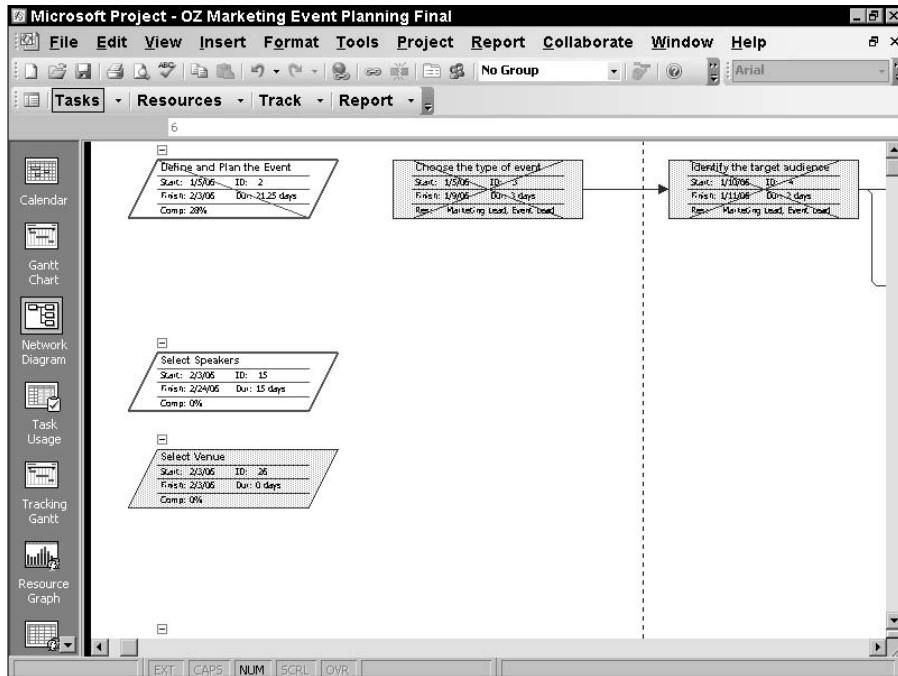 Microsoft Project - OZ Marketing Event Planning Final
File Edit View Insert Format Tools Project Report Collaborate Window Help
No Group Arial
Tasks Resources Track Report
6
Calendar
Gantt
Chart
Network
Diagram
Task
Usage
Tracking
Gantt
Resource
Graph
Define and Plan the Event
Start: 1/5/06 ID: 2
Finish: 2/3/06 Dur: 21.25 days
Comp: 28%
Choose the type of event
Start: 1/5/06 ID: 3
Finish: 1/9/06 Dur: 3 days
Res: Marketing Lead, Event Lead
Identify the target audience
Start: 1/10/06 ID: 4
Finish: 1/11/06 Dur: 2 days
Res: Marketing Lead, Event Lead
Select Speakers
Start: 2/3/06 ID: 15
Finish: 2/24/06 Dur: 15 days
Comp: 0%
Select Venue
Start: 2/3/06 ID: 26
Finish: 2/3/06 Dur: 0 days
Comp: 0%
EXT CAPS NUM SCRL OVR